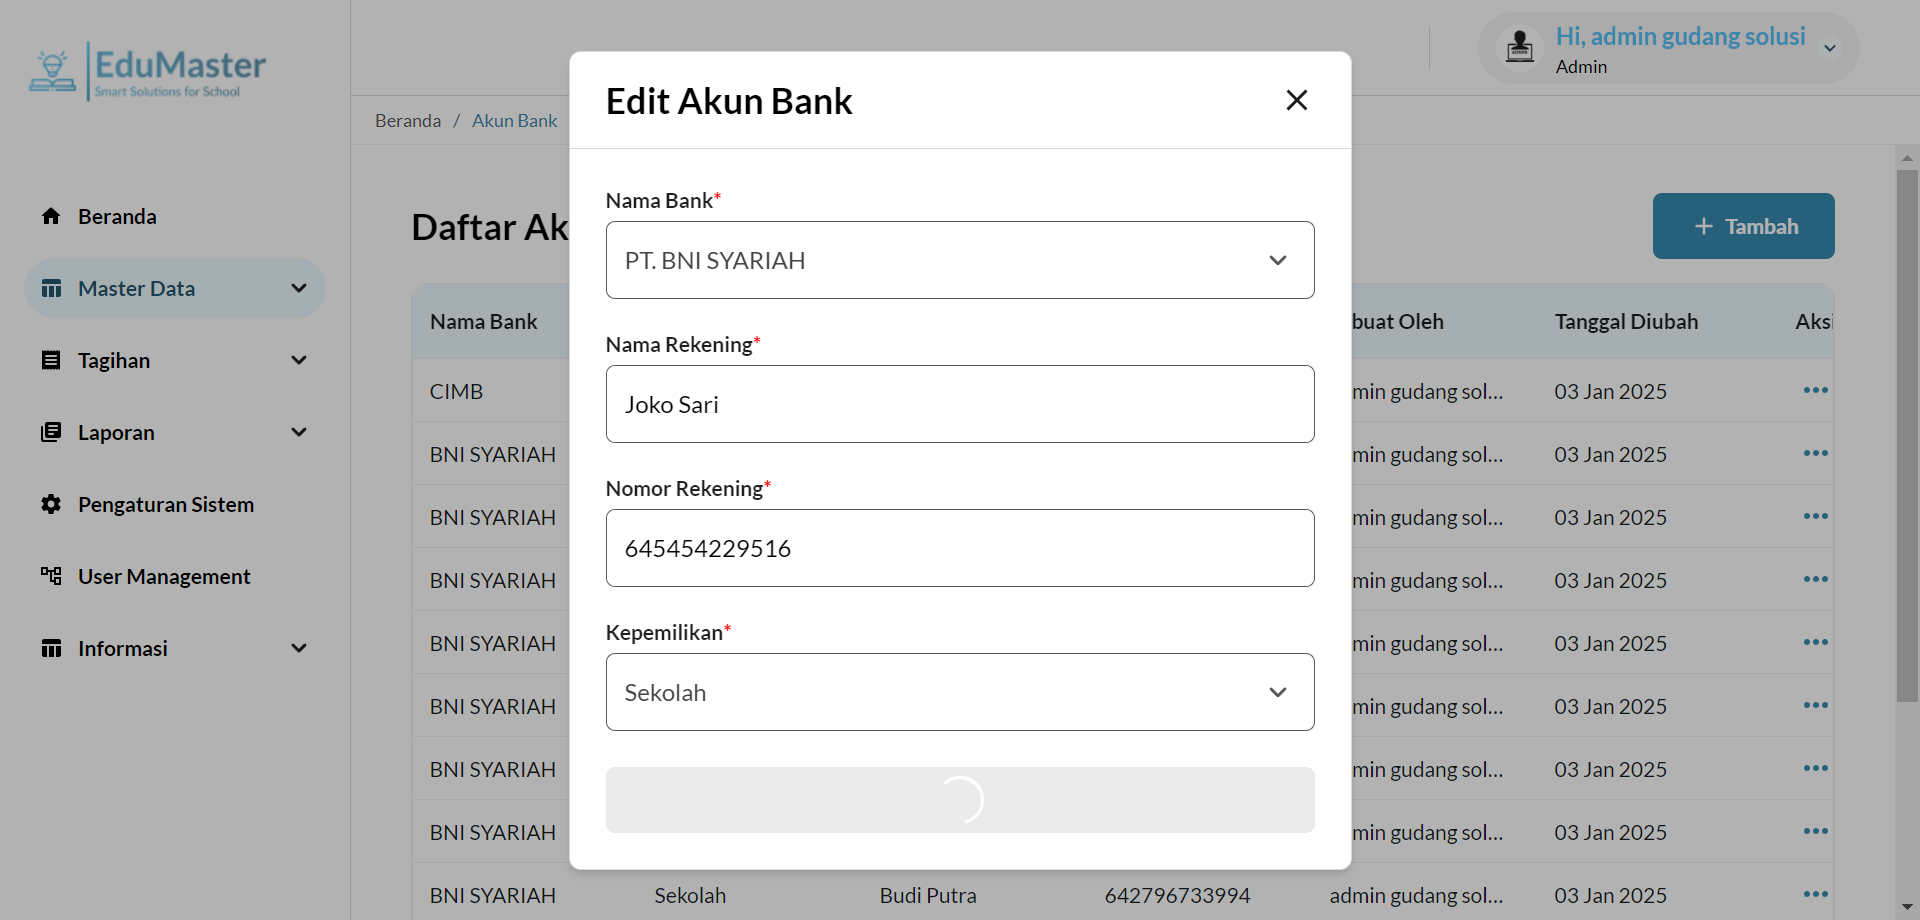 EduMaster
Smart Solutions for School
Hi, admin gudang solusi
Admin
Beranda / Akun Bank
Beranda
Master Data
Tagihan
Laporan
Pengaturan Sistem
User Management
Informasi
Daftar Ak
+ Tambah
Edit Akun Bank
Nama Bank*
PT. BNI SYARIAH
Nama Rekening*
Joko Sari
Nomor Rekening*
645454229516
Kepemilikan*
Sekolah
Nama Bank buat Oleh Tanggal Diubah Aksi
CIMB min gudang sol... 03 Jan 2025
BNI SYARIAH min gudang sol... 03 Jan 2025
BNI SYARIAH min gudang sol... 03 Jan 2025
BNI SYARIAH min gudang sol... 03 Jan 2025
BNI SYARIAH min gudang sol... 03 Jan 2025
BNI SYARIAH min gudang sol... 03 Jan 2025
BNI SYARIAH min gudang sol... 03 Jan 2025
BNI SYARIAH min gudang sol... 03 Jan 2025
BNI SYARIAH Sekolah Budi Putra 642796733994 admin gudang sol... 03 Jan 2025